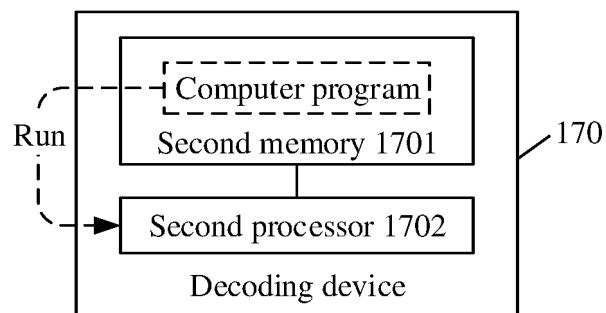 Computer program
Run
Second memory 1701
170
Second processor 1702
Decoding device